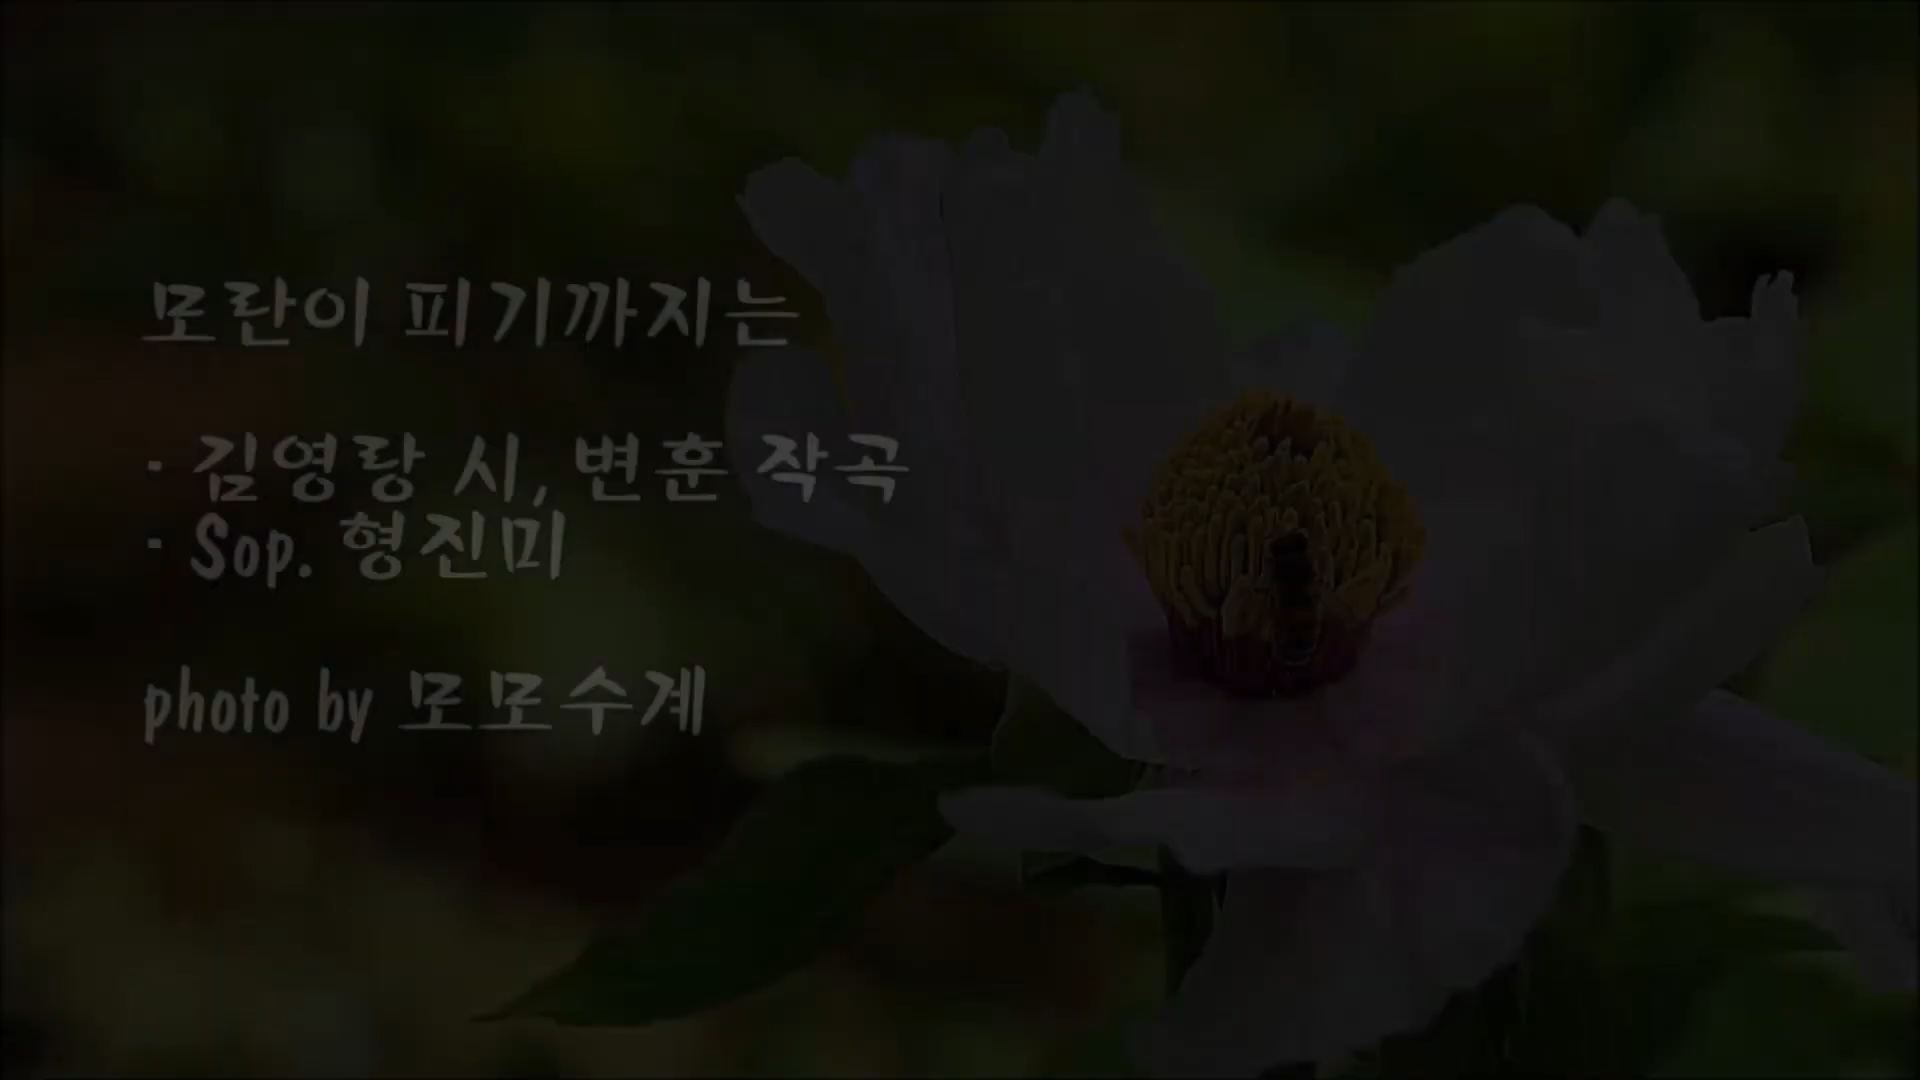 모란이 피기까지는
· 김영랑 시, 변훈 작곡
· Sop. 형진미
photo by 모모수계